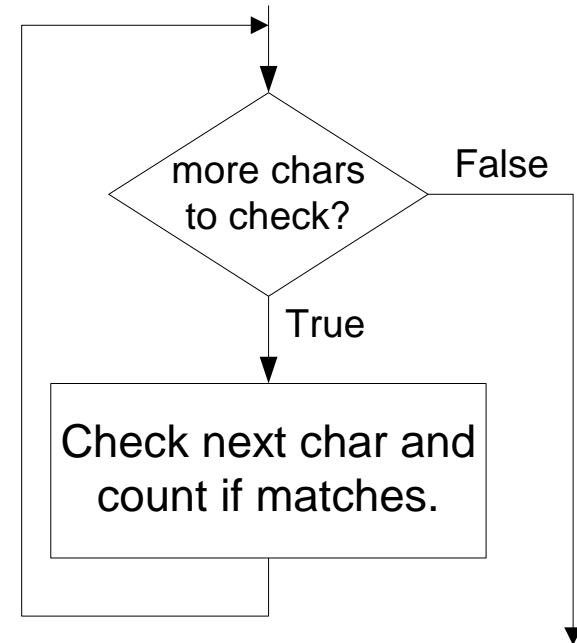 more chars
to check?
False
True
Check next char and
count if matches.